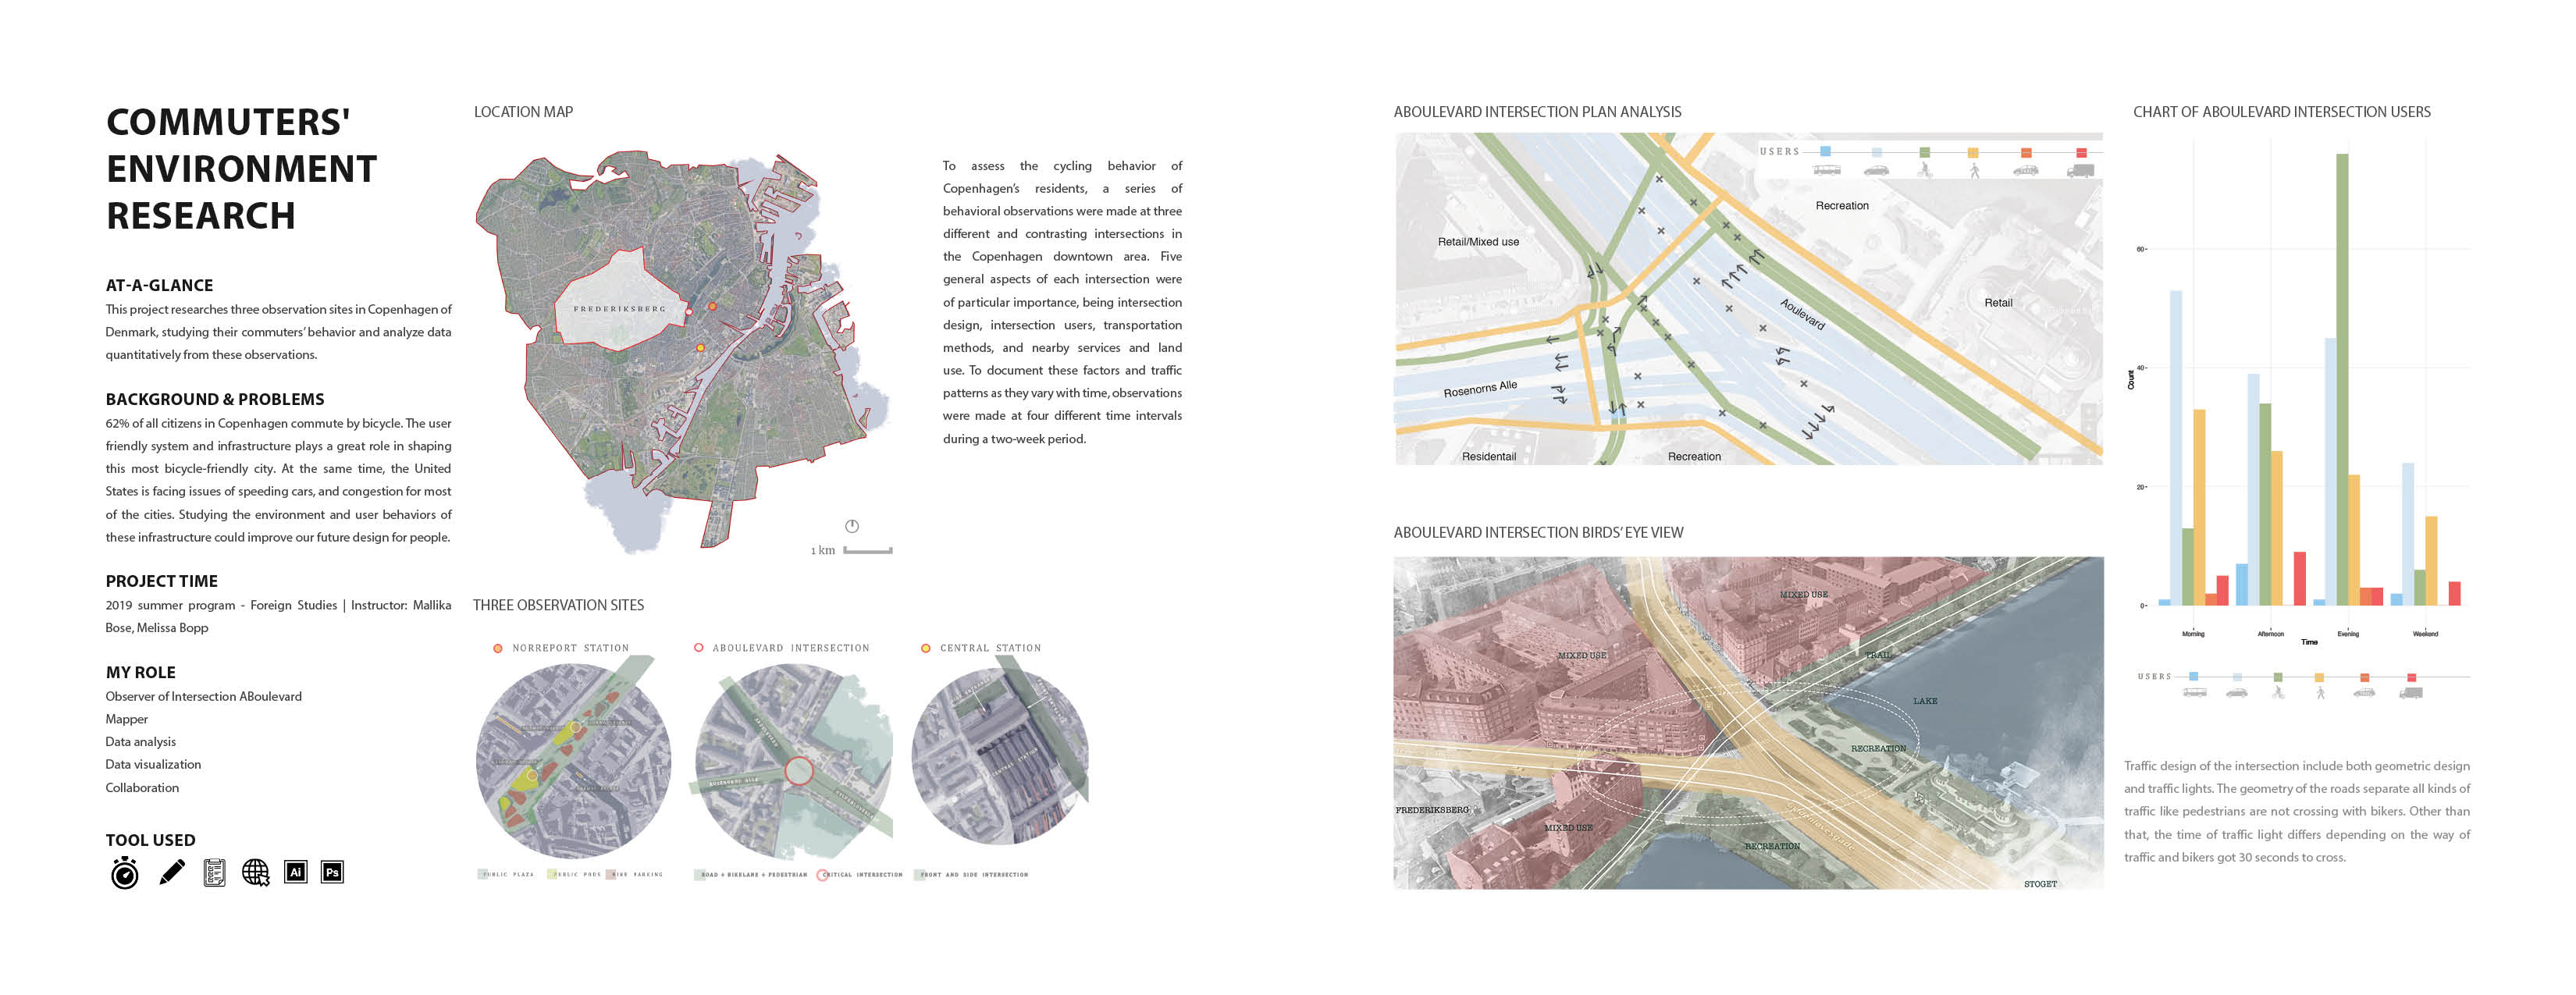 COMMUTERS'
ENVIRONMENT
RESEARCH
AT-A-GLANCE
This project researches three observation sites in Copenhagen of
Denmark, studying their commuters' behavior and analyze data
quantitatively from these observations.
BACKGROUND & PROBLEMS
62% of all citizens in Copenhagen commute by bicycle. The user
friendly system and infrastructure plays a great role in shaping
this most bicycle-friendly city. At the same time, the United
States is facing issues of speeding cars, and congestion for most
of the cities. Studying the environment and user behaviors of
these infrastructure could improve our future design for people.
PROJECT TIME
2019 summer program - Foreign Studies | Instructor: Mallika
Bose, Melissa Bopp
MY ROLE
Observer of Intersection ABoulevard
Mapper
Data analysis
Data visualization
Collaboration
TOOL USED
Ai
Ps
LOCATION MAP
FREDERIKSBERG
1 km
To assess the cycling behavior of
Copenhagen's residents, a series of
behavioral observations were made at three
different and contrasting intersections in
the Copenhagen downtown area. Five
general aspects of each intersection were
of particular importance, being intersection
design, intersection users, transportation
methods, and nearby services and land
use. To document these factors and traffic
patterns as they vary with time, observations
were made at four different time intervals
during a two-week period.
THREE OBSERVATION SITES
NORREPORT STATION
ABOULEVARD INTERSECTION
CENTRAL STATION
PUBLIC PLAZA
PUBLIC PODS
BIKE PARKING
ROAD + BIKELANE + PEDESTRIAN
CRITICAL INTERSECTION
FRONT AND SIDE INTERSECTION
ABOULEVARD INTERSECTION PLAN ANALYSIS
USERS
Recreation
Retail/Mixed use
Retail
Aoulevard
Rosenorns Alle
Residentail
Recreation
ABOULEVARD INTERSECTION BIRDS' EYE VIEW
MIXED USE
MIXED USE
TRAIL
LAKE
RECREATION
FREDERIKSBERG
MIXED USE
RECREATION
STOGET
CHART OF ABOULEVARD INTERSECTION USERS
60
40
20
0
Count
Morning
Afternoon
Evening
Weekend
Time
USERS
Traffic design of the intersection include both geometric design
and traffic lights. The geometry of the roads separate all kinds of
traffic like pedestrians are not crossing with bikers. Other than
that, the time of traffic light differs depending on the way of
traffic and bikers got 30 seconds to cross.